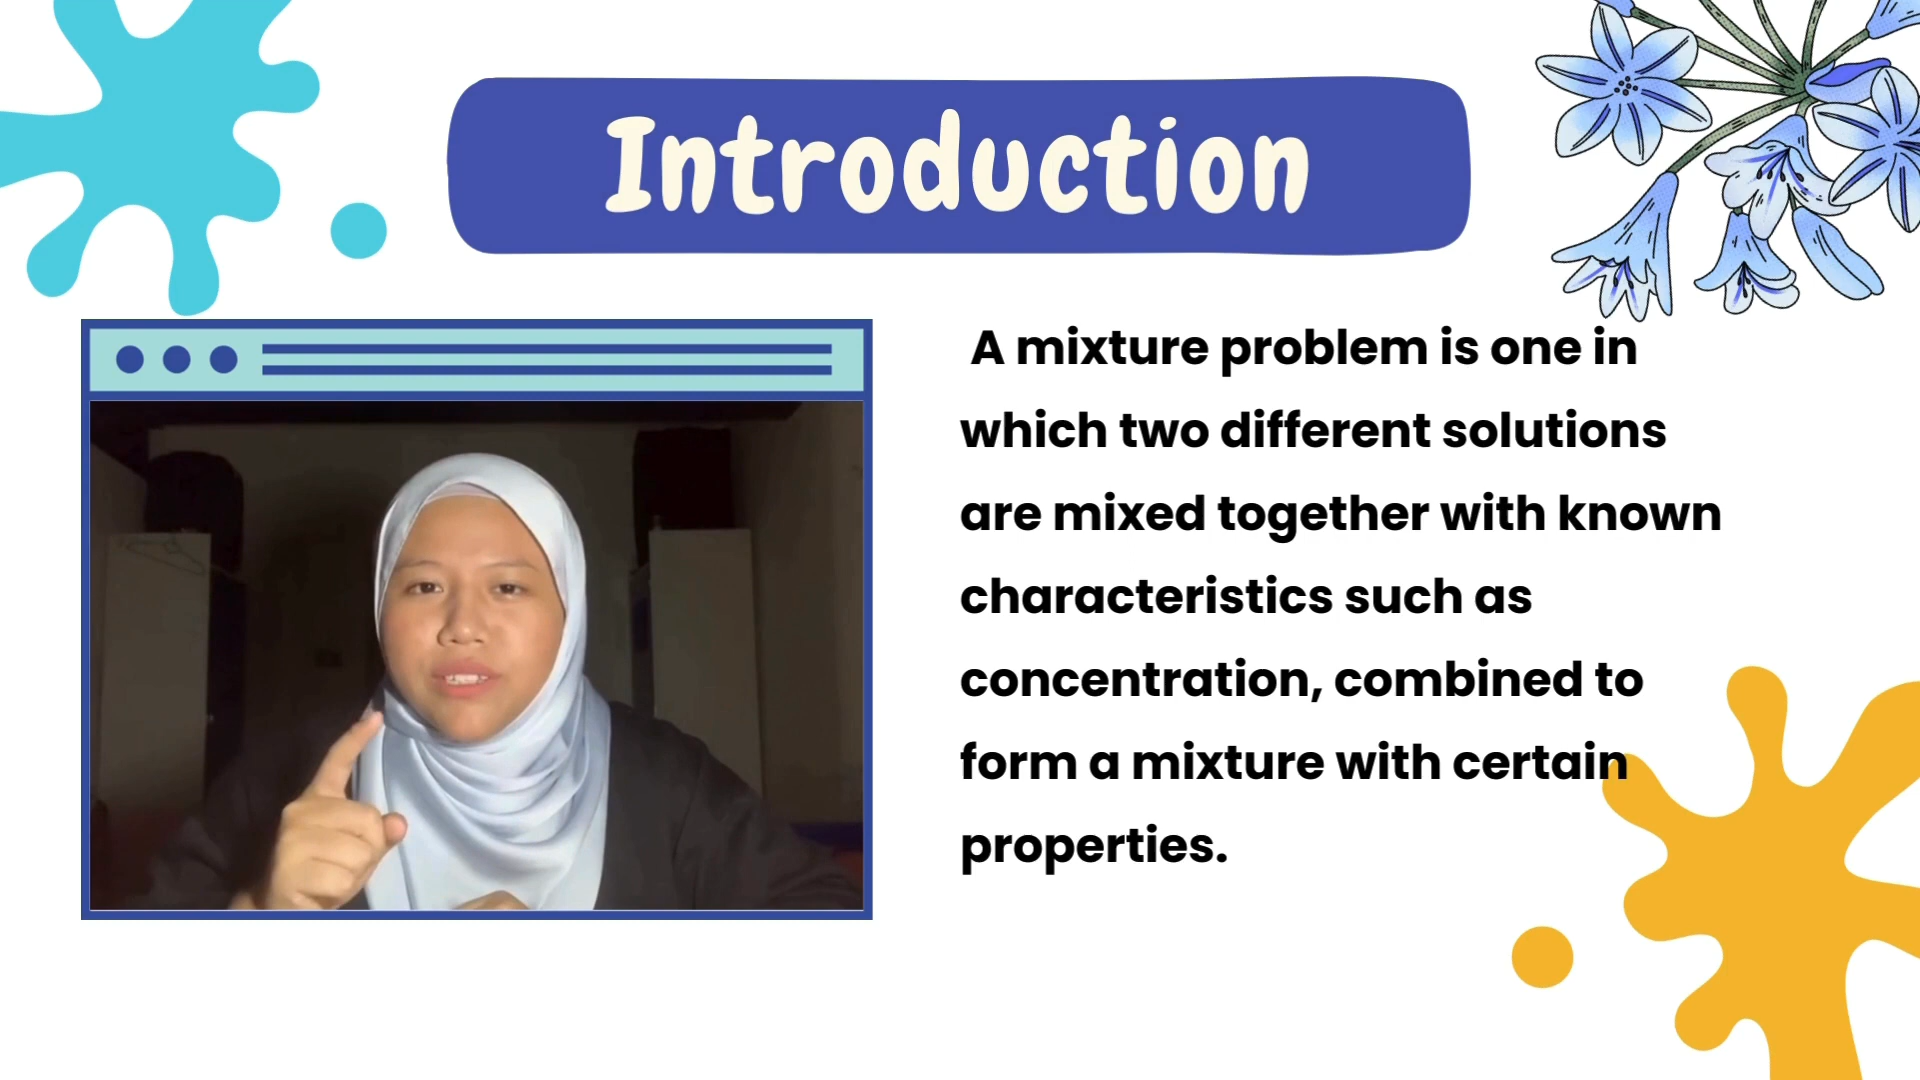 Introduction
A mixture problem is one in
which two different solutions
are mixed together with known
characteristics such as
concentration, combined to
form a mixture with certain
properties.